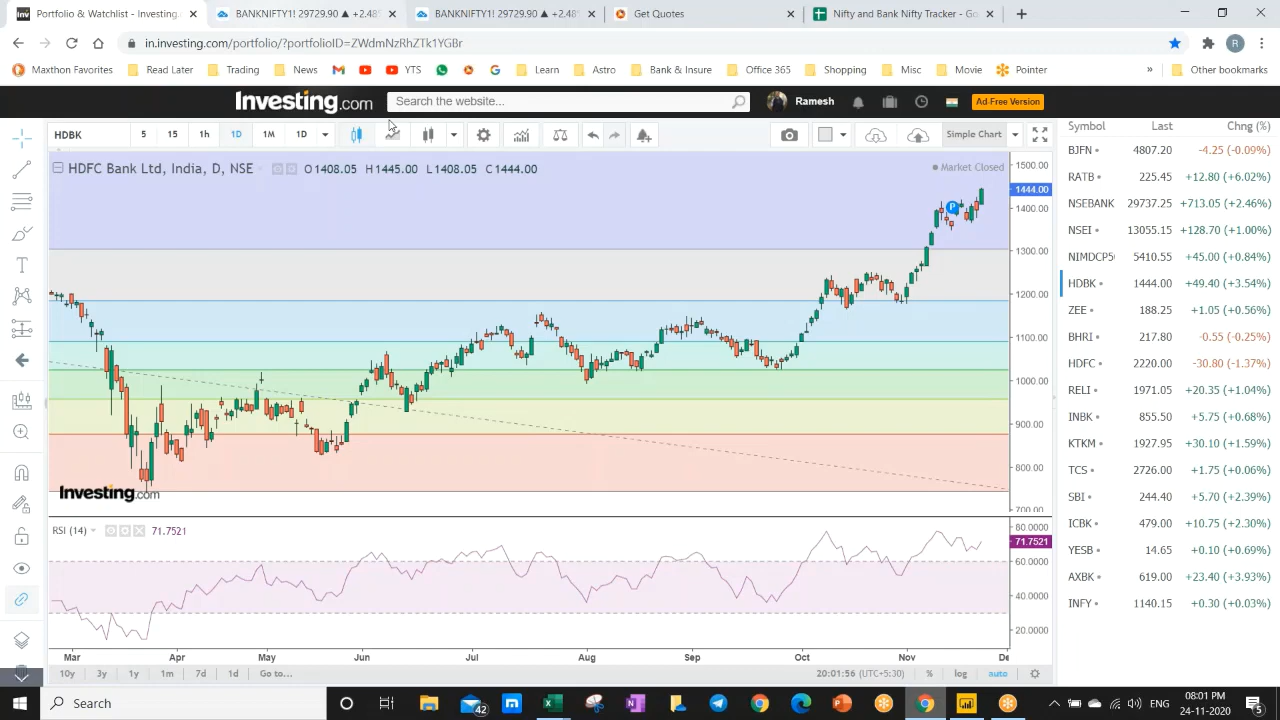 Portfolio & Watchlist - Investing.
BANKNIFTY1! 29729.90 ▲ +2.48%
BANKNIFTY1! 29729.90 ▲ +2.48%
Get Quotes
Nifty and Bank Nifty Tracker - Go
in.investing.com/portfolio/?portfolioID=ZWdmNzRhZTk1YGBr
R
Maxthon Favorites
Read Later
Trading
News
YTS
Learn
Astro
Bank & Insure
Office 365
Shopping
Misc
Movie
Pointer
»
Other bookmarks
Investing.com
Search the website...
Ramesh
Ad-Free Version
HDBK
5
15
1h
1D
1M
1D
Simple Chart
HDFC Bank Ltd, India, D, NSE
O 1408.05 H 1445.00 L 1408.05 C 1444.00
Market Closed
P
1500.00
1444.00
1400.00
1300.00
1200.00
1100.00
1000.00
900.00
800.00
700.00
Investing.com
RSI (14)
71.7521
80.0000
71.7521
60.0000
40.0000
20.0000
Mar Apr May Jun Jul Aug Sep Oct Nov De
10y 3y 1y 1m 7d 1d Go to...
20:01:56 (UTC+5:30)
% log auto
Symbol Last Chng (%)
BJFN 4807.20 -4.25 (-0.09%)
RATB 225.45 +12.80 (+6.02%)
NSEBANK 29737.25 +713.05 (+2.46%)
NSEI 13055.15 +128.70 (+1.00%)
NIMDCP5 5410.55 +45.00 (+0.84%)
HDBK 1444.00 +49.40 (+3.54%)
ZEE 188.25 +1.05 (+0.56%)
BHRI 217.80 -0.55 (-0.25%)
HDFC 2220.00 -30.80 (-1.37%)
RELI 1971.05 +20.35 (+1.04%)
INBK 855.50 +5.75 (+0.68%)
KTKM 1927.95 +30.10 (+1.59%)
TCS 2726.00 +1.75 (+0.06%)
SBI 244.40 +5.70 (+2.39%)
ICBK 479.00 +10.75 (+2.30%)
YESB 14.65 +0.10 (+0.69%)
AXBK 619.00 +23.40 (+3.93%)
INFY 1140.15 +0.30 (+0.03%)
Search
42
ENG
08:01 PM
24-11-2020
5